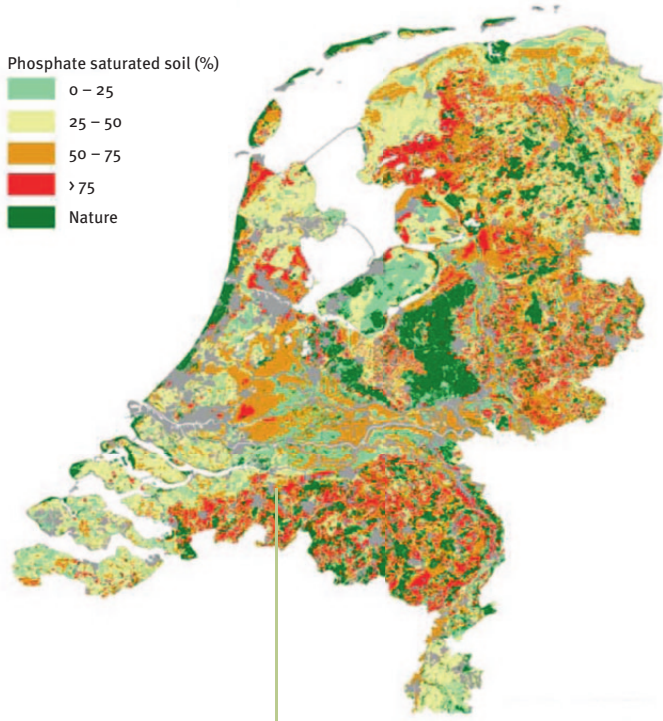 Phosphate saturated soil (%)
0 – 25
25 – 50
50 – 75
> 75
Nature